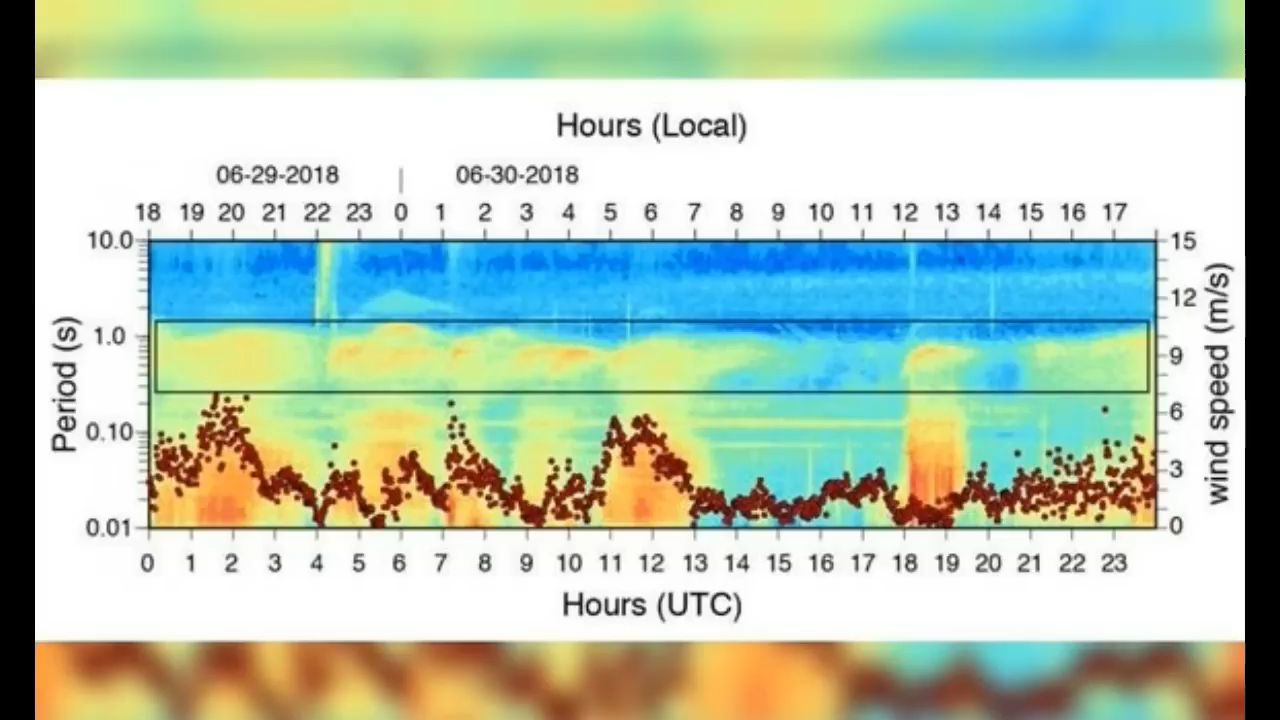 Hours (Local)
06-29-2018 | 06-30-2018
18 19 20 21 22 23 0 1 2 3 4 5 6 7 8 9 10 11 12 13 14 15 16 17
10.0
1.0
0.10
0.01
Period (s)
15
12
9
6
3
0
wind speed (m/s)
0 1 2 3 4 5 6 7 8 9 10 11 12 13 14 15 16 17 18 19 20 21 22 23
Hours (UTC)